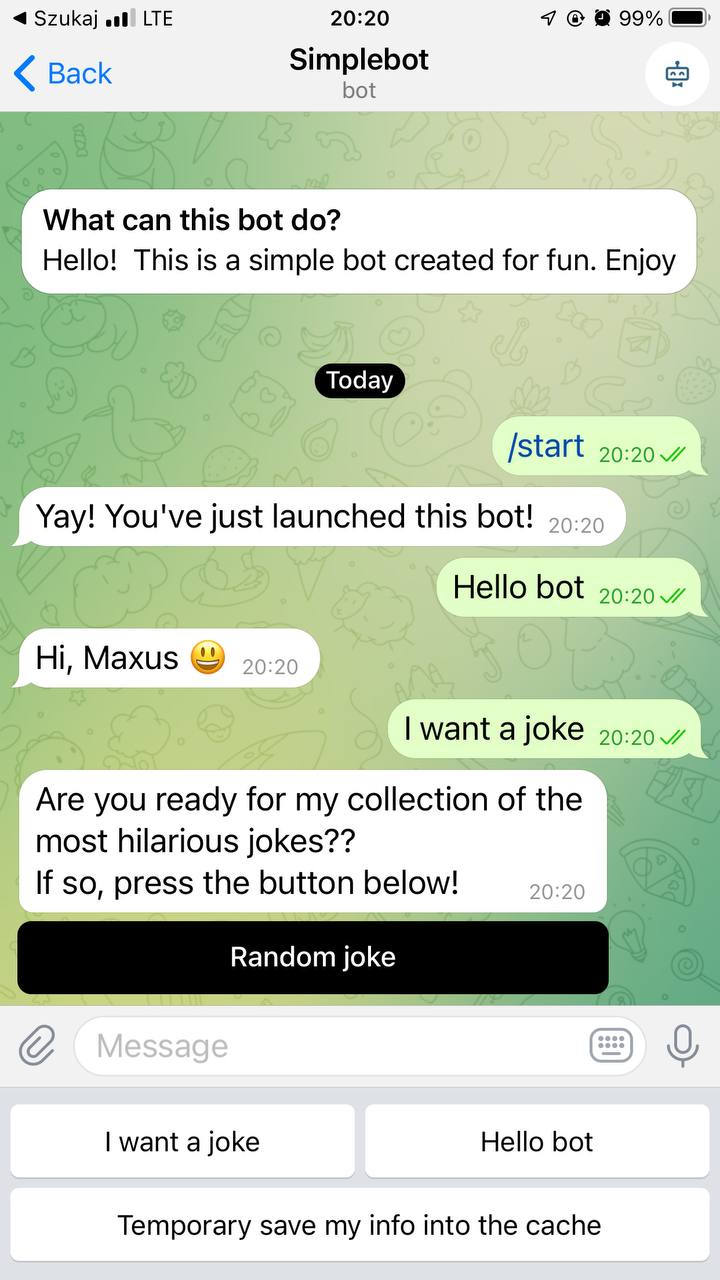 Szukaj LTE 20:20 99%
Back Simplebot
bot
What can this bot do?
Hello!  This is a simple bot created for fun. Enjoy
Today
/start 20:20
Yay! You've just launched this bot! 20:20
Hello bot 20:20
Hi, Maxus 😃 20:20
I want a joke 20:20
Are you ready for my collection of the
most hilarious jokes??
If so, press the button below! 20:20
Random joke
Message
I want a joke Hello bot
Temporary save my info into the cache